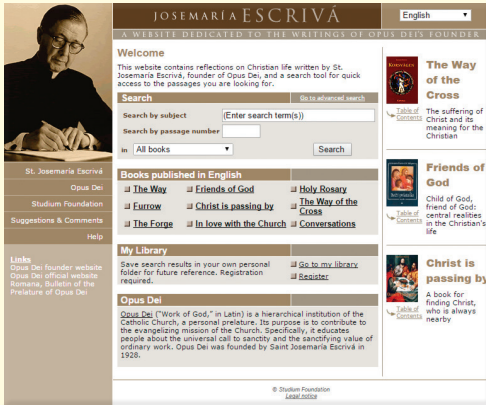 JOSEMARÍA ESCRIVÁ
English
A WEBSITE DEDICATED TO THE WRITINGS OF OPUS DEI'S FOUNDER
Welcome
This website contains reflections on Christian life written by St.
Josemaría Escrivá, founder of Opus Dei, and a search tool for quick
access to the passages you are looking for.
Search
Go to advanced search
Search by subject
(Enter search term(s))
Search by passage number
in
All books
Search
St. Josemaría Escrivá
Opus Dei
Studium Foundation
Suggestions & Comments
Help
Links
Opus Dei founder website
Opus Dei official website
Romana, Bulletin of the
Prelature of Opus Dei
Books published in English
The Way
Friends of God
Holy Rosary
Furrow
Christ is passing by
The Way of the
Cross
The Forge
In love with the Church
Conversations
My Library
Save search results in your own personal
folder for future reference. Registration
required.
Go to my library
Register
Opus Dei
Opus Dei ("Work of God," in Latin) is a hierarchical institution of the
Catholic Church, a personal prelature. Its purpose is to contribute to
the evangelizing mission of the Church. Specifically, it educates
people about the universal call to sanctity and the sanctifying value of
ordinary work. Opus Dei was founded by Saint Josemaría Escrivá in
1928.
The Way
of the
Cross
Table of
Contents
The suffering of
Christ and its
meaning for the
Christian
Friends of
God
Table of
Contents
Child of God,
friend of God:
central realities
in the Christian's
life
Christ is
passing by
Table of
Contents
A book for
finding Christ,
who is always
nearby
© Studium Foundation
Legal notice